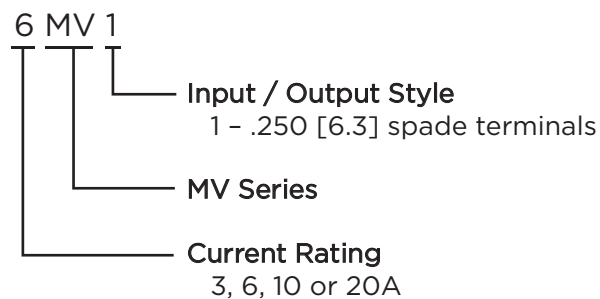 6 MV 1
Input / Output Style
1 – .250 [6.3] spade terminals
MV Series
Current Rating
3, 6, 10 or 20A